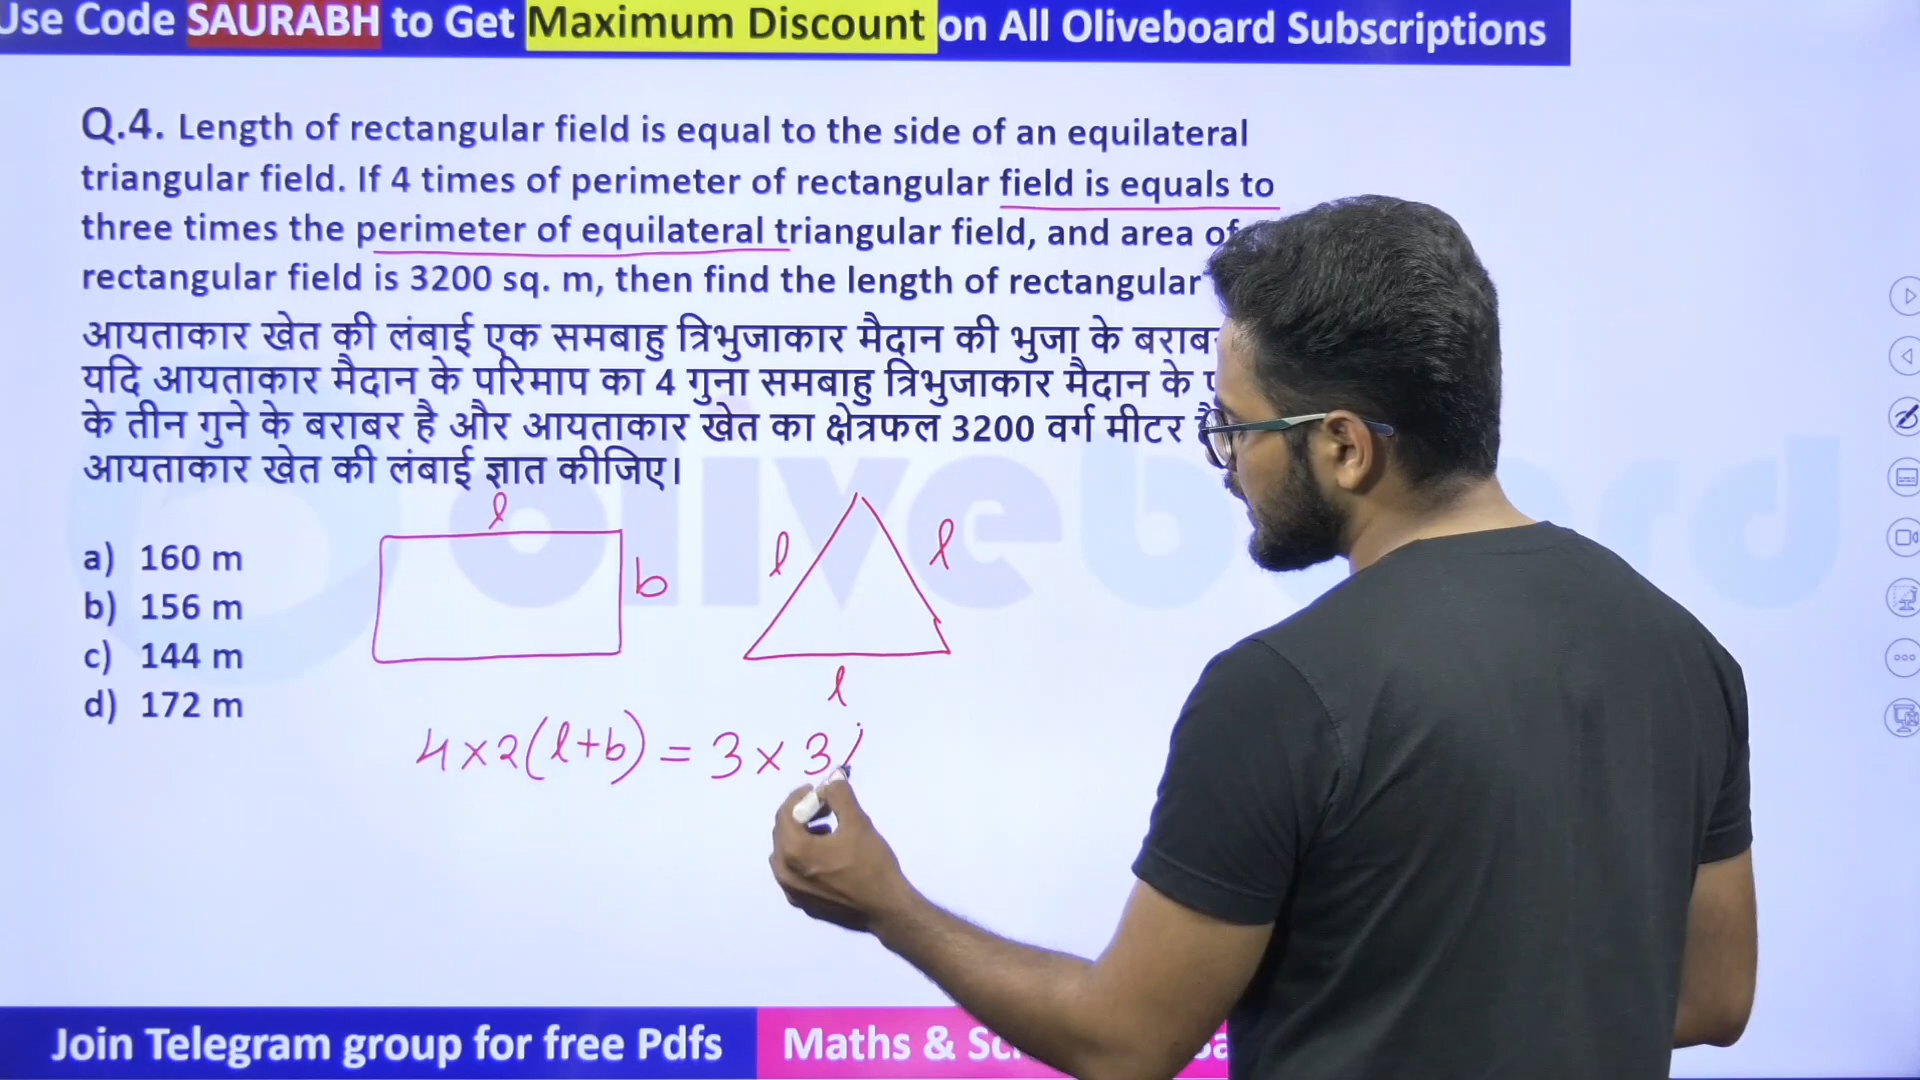 Use Code SAURABH to Get Maximum Discount on All Oliveboard Subscriptions
Q.4. Length of rectangular field is equal to the side of an equilateral
triangular field. If 4 times of perimeter of rectangular field is equals to
three times the perimeter of equilateral triangular field, and area of
rectangular field is 3200 sq. m, then find the length of rectangular
आयताकार खेत की लंबाई एक समबाहु त्रिभुजाकार मैदान की भुजा के
यदि आयताकार मैदान के परिमाप का 4 गुना समबाहु त्रिभुजाकार मैदान के
के तीन गुने के बराबर है और आयताकार खेत का क्षेत्रफल 3200 वर्ग मीटर
आयताकार खेत की लंबाई ज्ञात कीजिए।
l
l
l
b
l
a) 160 m
b) 156 m
c) 144 m
d) 172 m
4×2(l+b) = 3×3
Join Telegram group for free Pdfs
Maths &